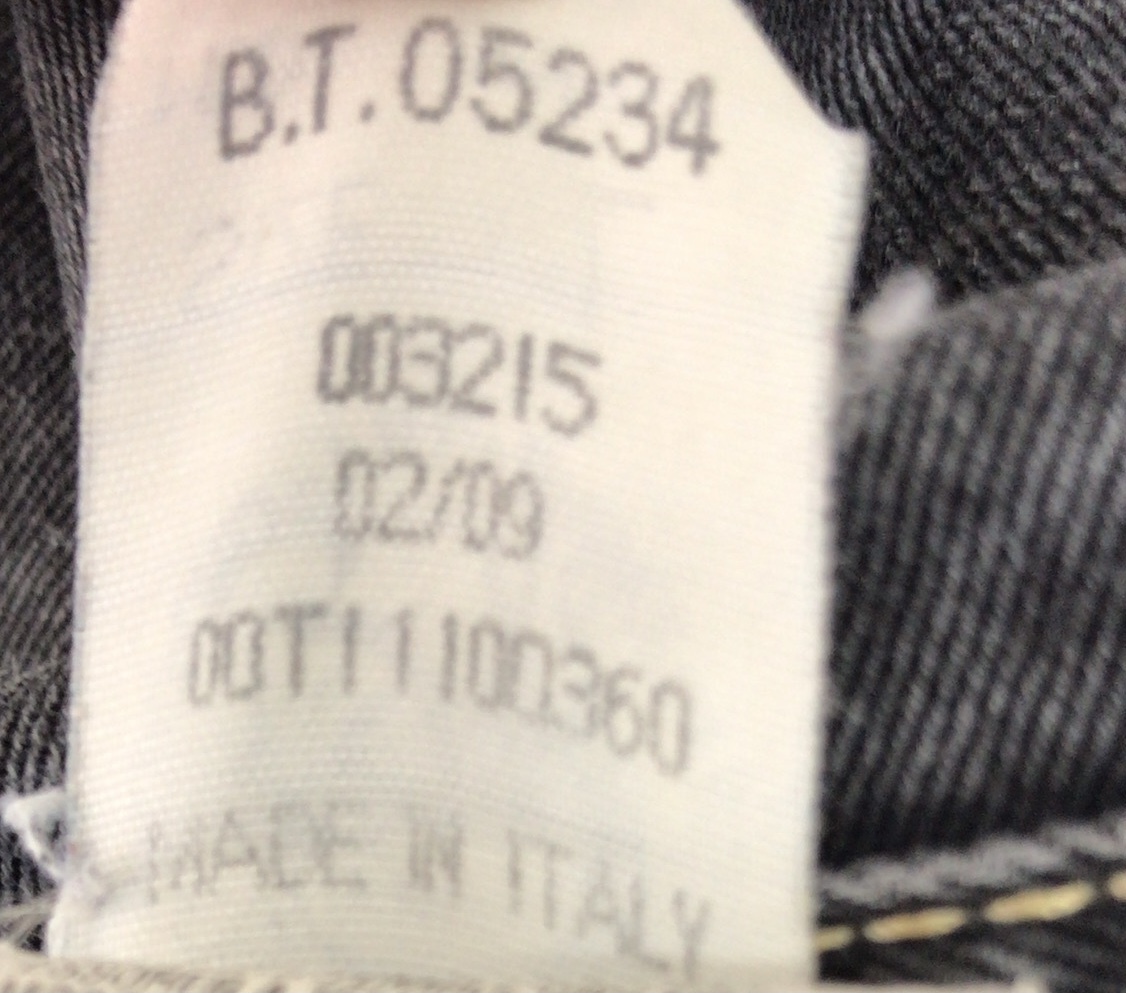 B.T. 05234
003215
02/09
00T11100360
MADE IN ITALY